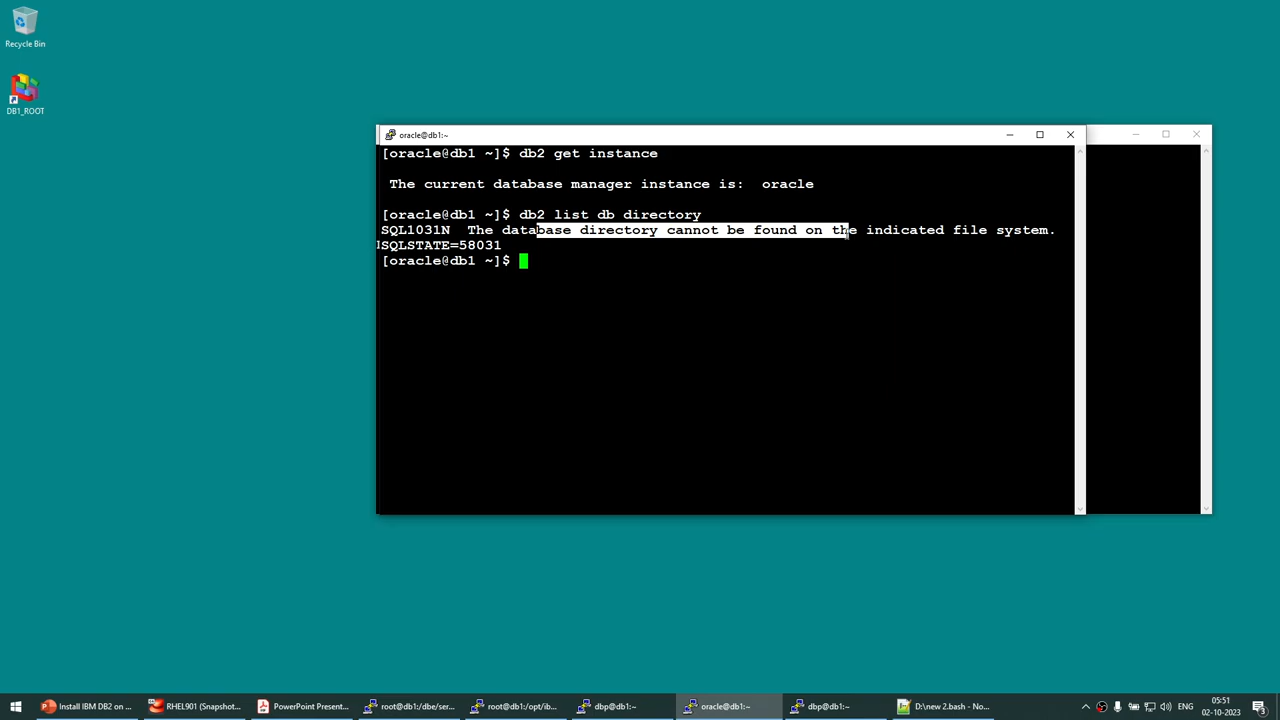 Recycle Bin
DB1_ROOT
oracle@db1:~
[oracle@db1 ~]$ db2 get instance
The current database manager instance is:  oracle
[oracle@db1 ~]$ db2 list db directory
SQL1031N  The database directory cannot be found on the indicated file system.
SQLSTATE=58031
[oracle@db1 ~]$
Install IBM DB2 on ...
RHEL901 (Snapshot...
PowerPoint Present...
root@db1:/dbe/ser...
root@db1:/opt/ib...
dbp@db1:~
oracle@db1:~
dbp@db1:~
D:\new 2.bash - No...
ENG
05:51
02-10-2023